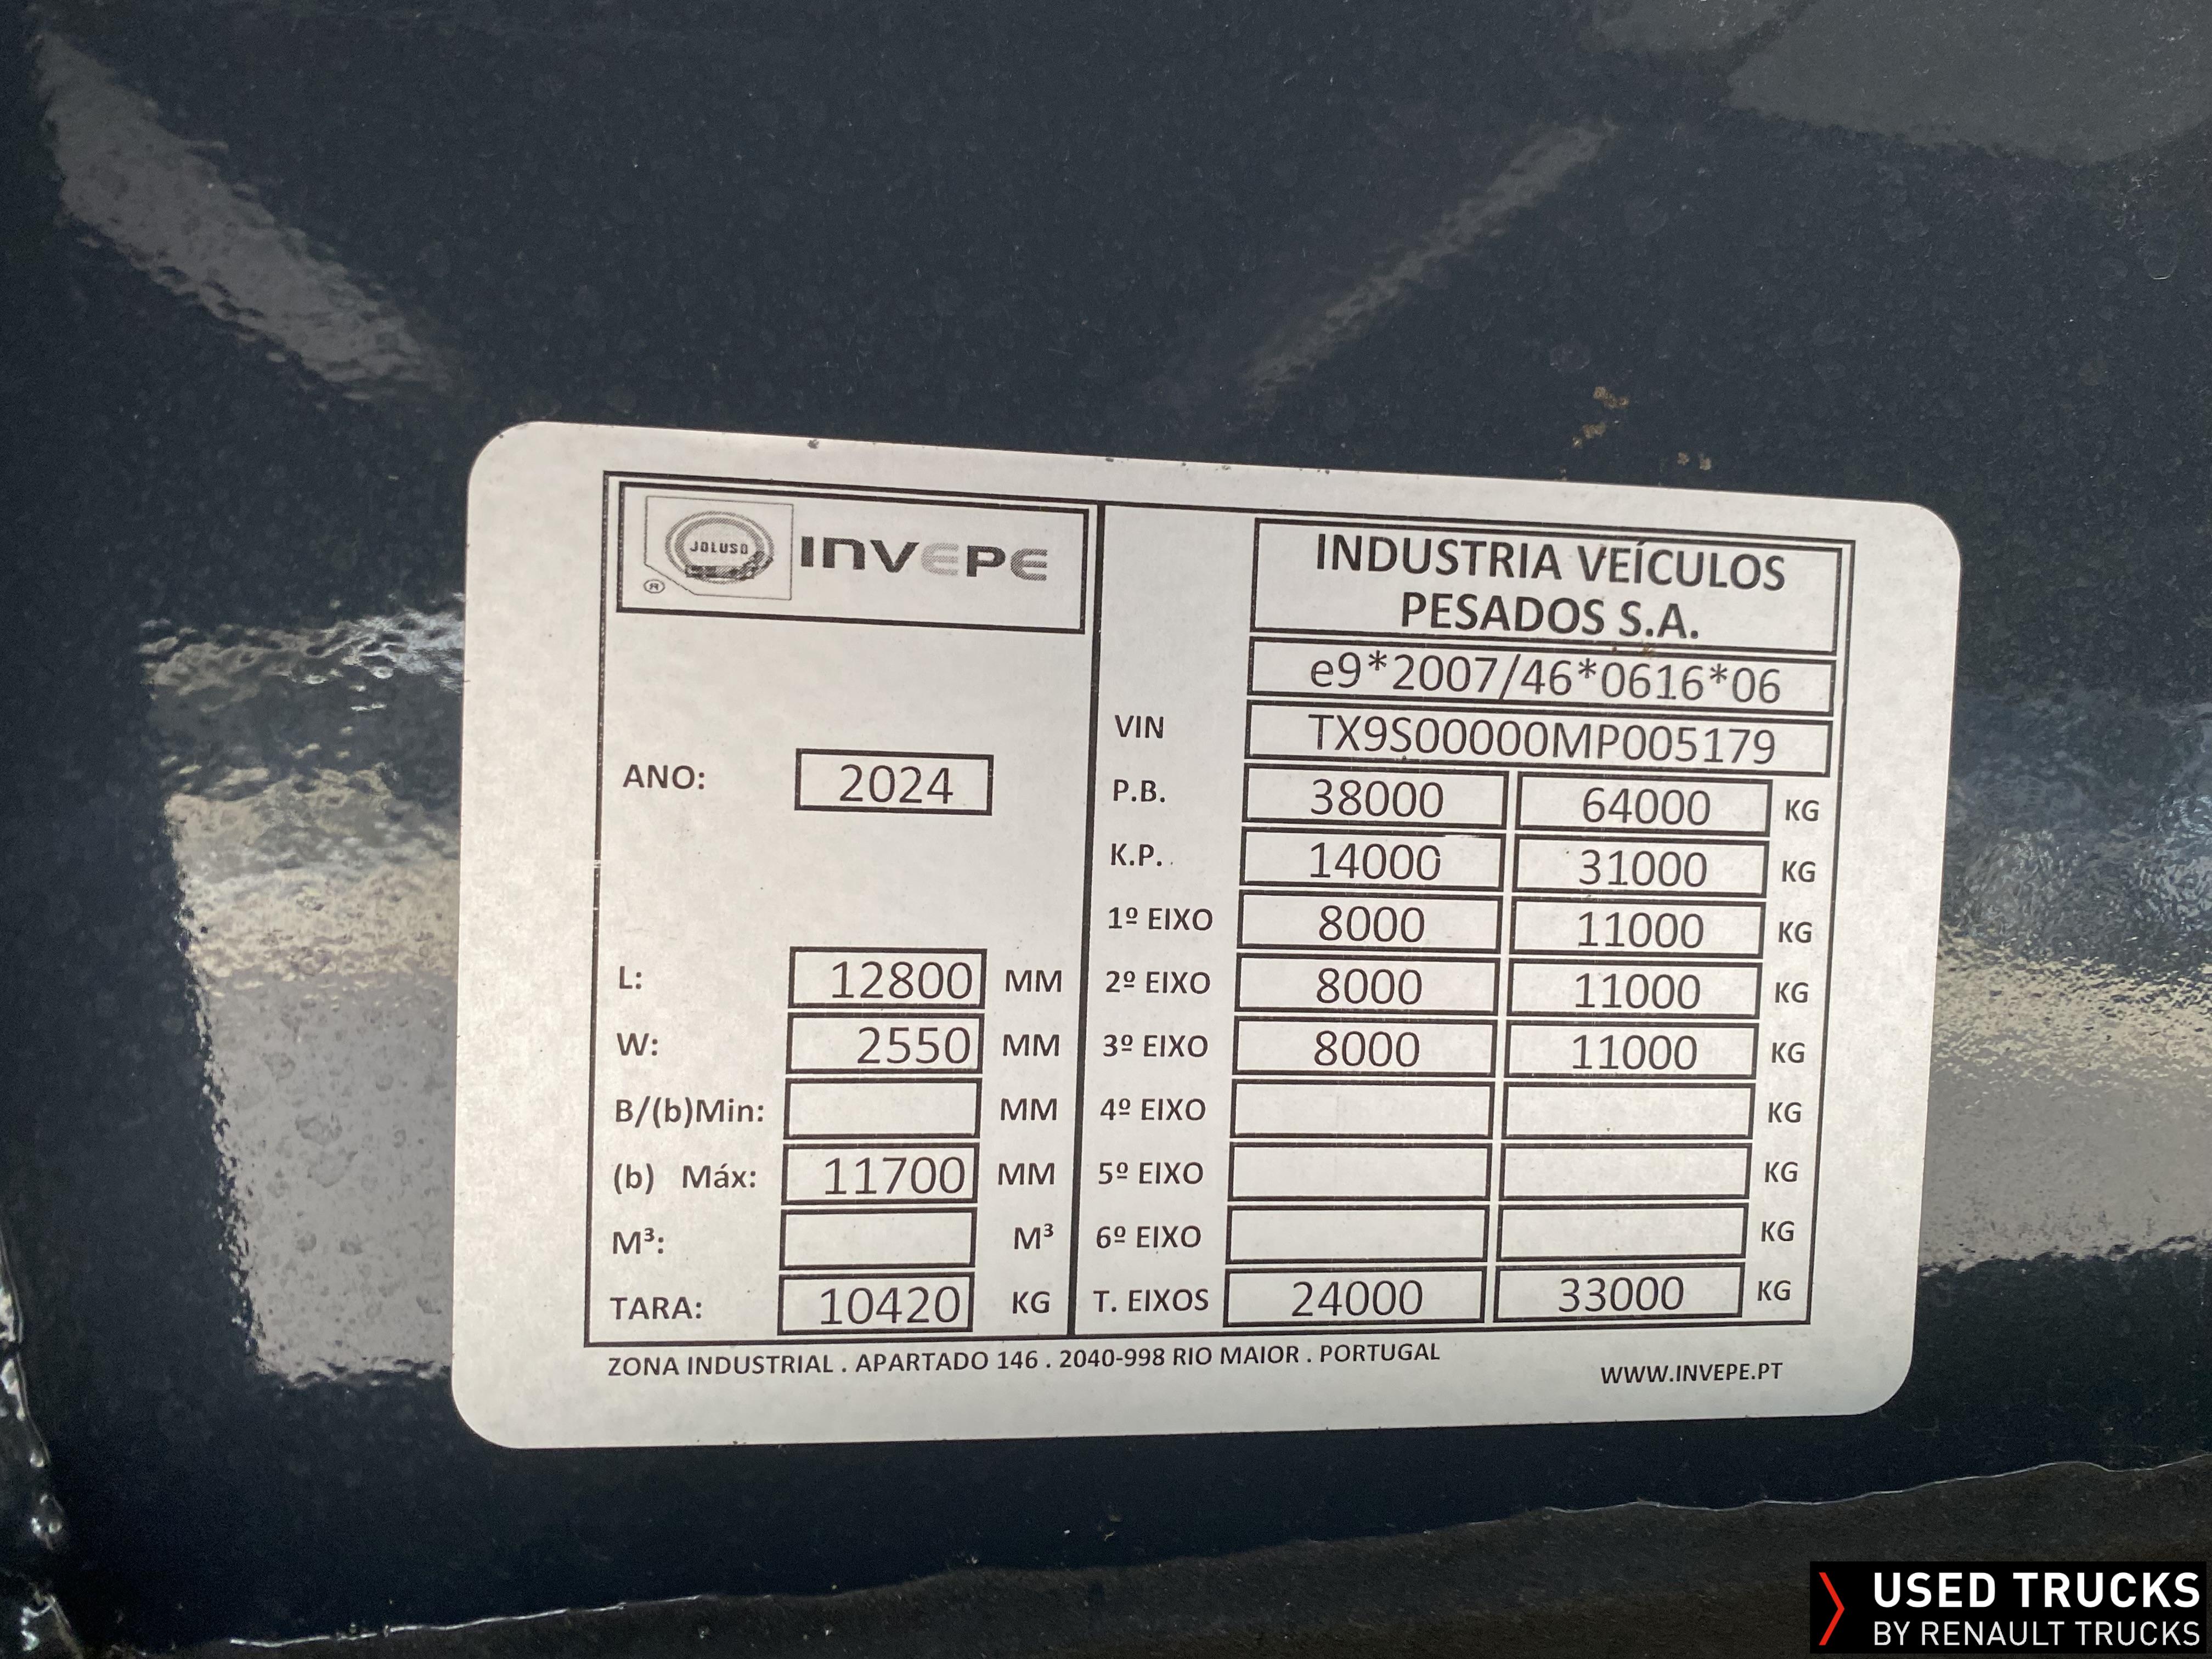 JOLUSO
®
INVEPE
INDUSTRIA VEÍCULOS
PESADOS S.A.
e9*2007/46*0616*06
VIN TX9S00000MP005179
ANO: 2024
P.B. 38000 64000 KG
K.P. 14000 31000 KG
1º EIXO 8000 11000 KG
L: 12800 MM 2º EIXO 8000 11000 KG
W: 2550 MM 3º EIXO 8000 11000 KG
B/(b)Min: MM 4º EIXO KG
(b) Máx: 11700 MM 5º EIXO KG
M³: M³ 6º EIXO KG
TARA: 10420 KG T. EIXOS 24000 33000 KG
ZONA INDUSTRIAL . APARTADO 146 . 2040-998 RIO MAIOR . PORTUGAL
WWW.INVEPE.PT
USED TRUCKS
BY RENAULT TRUCKS